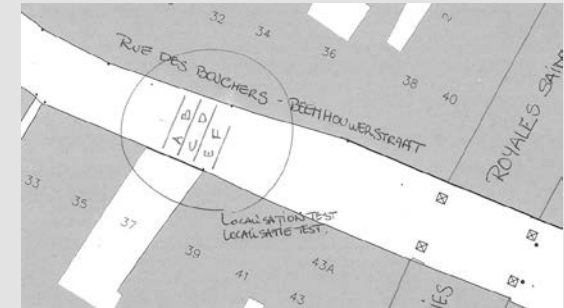 32
34
36
2
38
40
RUE DES BOUCHERS - BEENHOUWERSTRAAT
ROYALES SAIN
A B
C D
E F
33
35
37
39
41
43A
43
LOCALISATION TEST
LOCALISATIE TEST.
ES